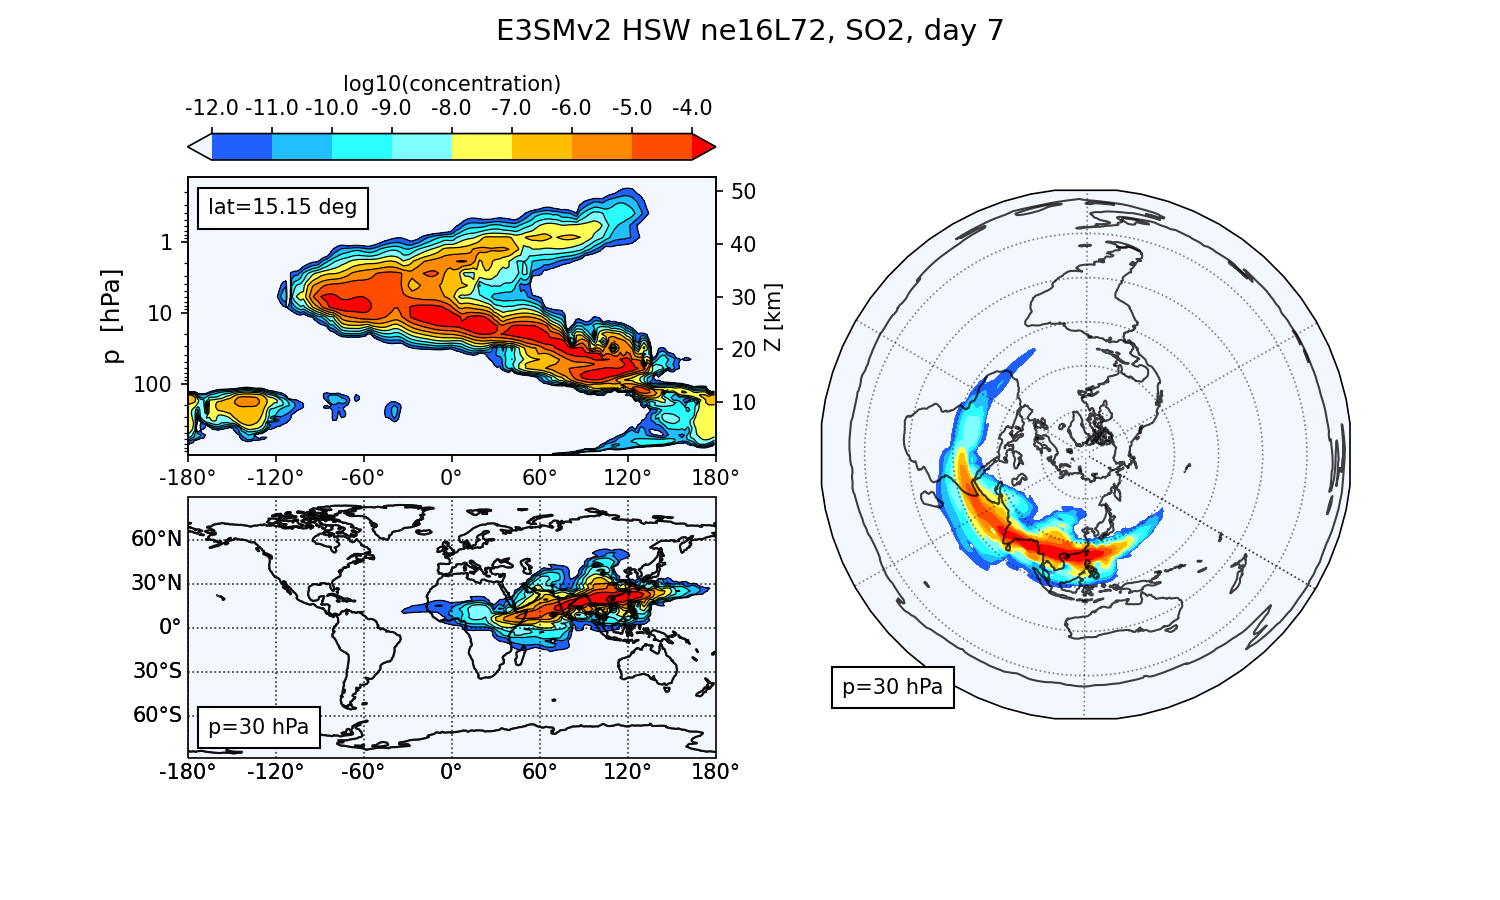 E3SMv2 HSW ne16L72, SO2, day 7
log10(concentration)
-12.0 -11.0 -10.0 -9.0 -8.0 -7.0 -6.0 -5.0 -4.0
lat=15.15 deg
p [hPa]
1
10
100
50
40
30
20
10
Z [km]
-180° -120° -60° 0° 60° 120° 180°
60°N
30°N
0°
30°S
60°S
p=30 hPa
-180° -120° -60° 0° 60° 120° 180°
p=30 hPa